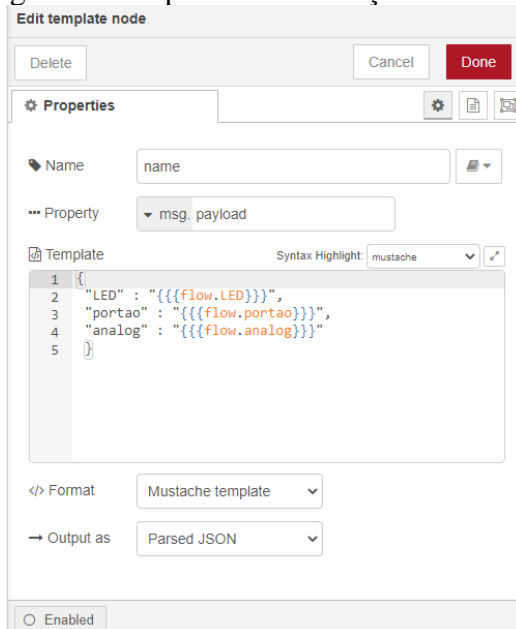 Edit template node
Delete Cancel Done
Properties
Name name
Property msg. payload
Template Syntax Highlight: mustache
1 {
2 "LED" : "{{{flow.LED}}}",
3 "portao" : "{{{flow.portao}}}",
4 "analog" : "{{{flow.analog}}}"
5 }
</> Format Mustache template
Output as Parsed JSON
Enabled